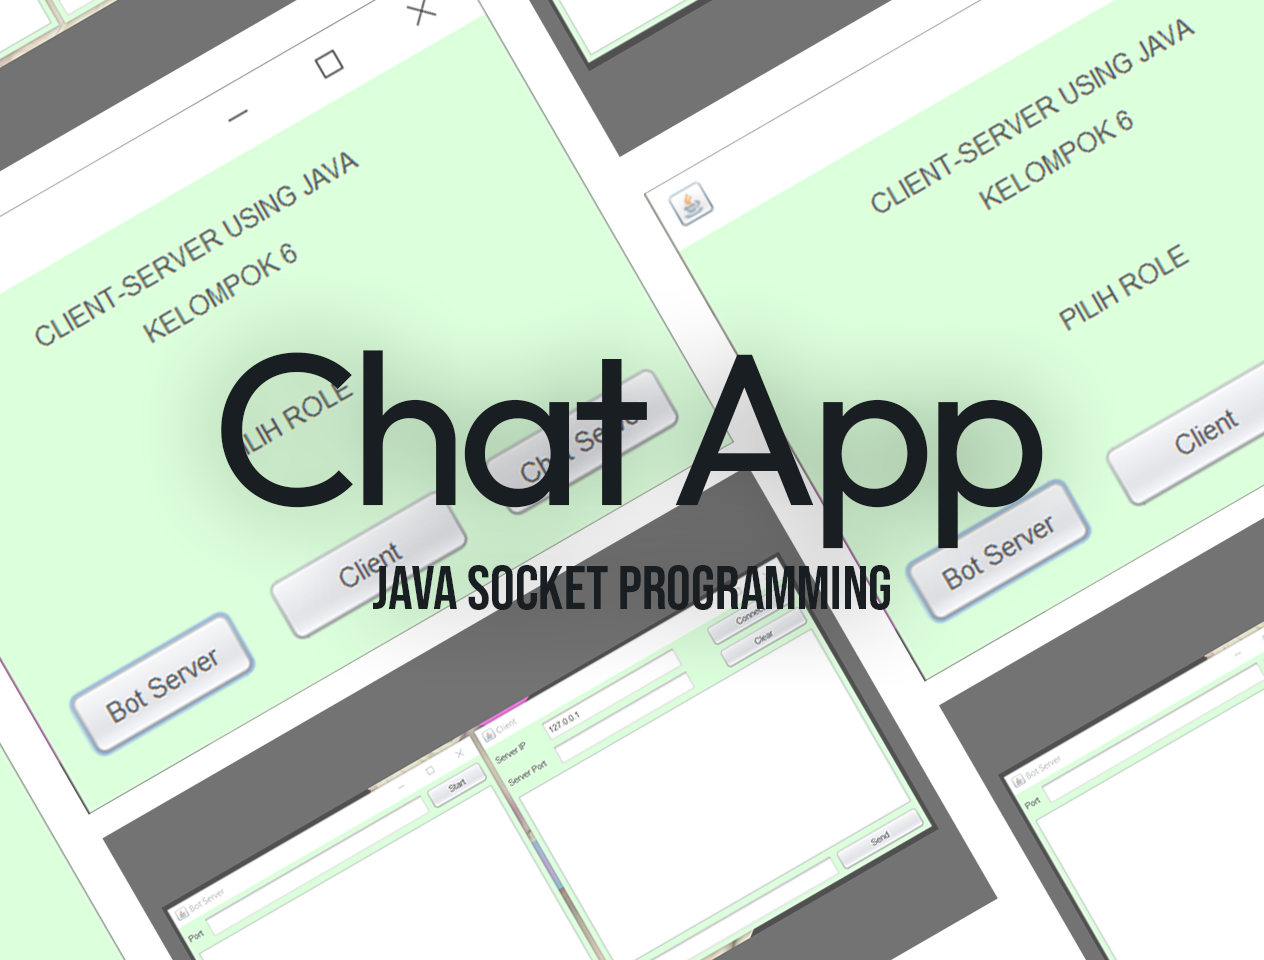 CLIENT-SERVER USING JAVA
KELOMPOK 6
CLIENT-SERVER USING JAVA
KELOMPOK 6
PILIH ROLE
ROLE
Chat App
Client
Client
Bot Server
Bot Server
JAVA SOCKET PROGRAMMING
Clear
Client
Server IP
127.0.0.1
Server Port
Start
Send
Bot Server
Port
Bot Server
Port